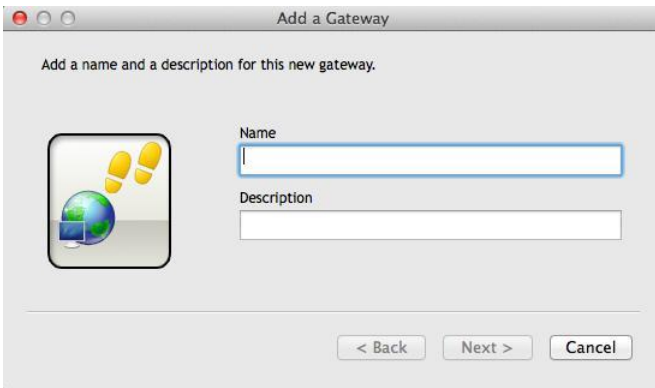 Add a Gateway
Add a name and a description for this new gateway.
Name
Description
< Back
Next >
Cancel